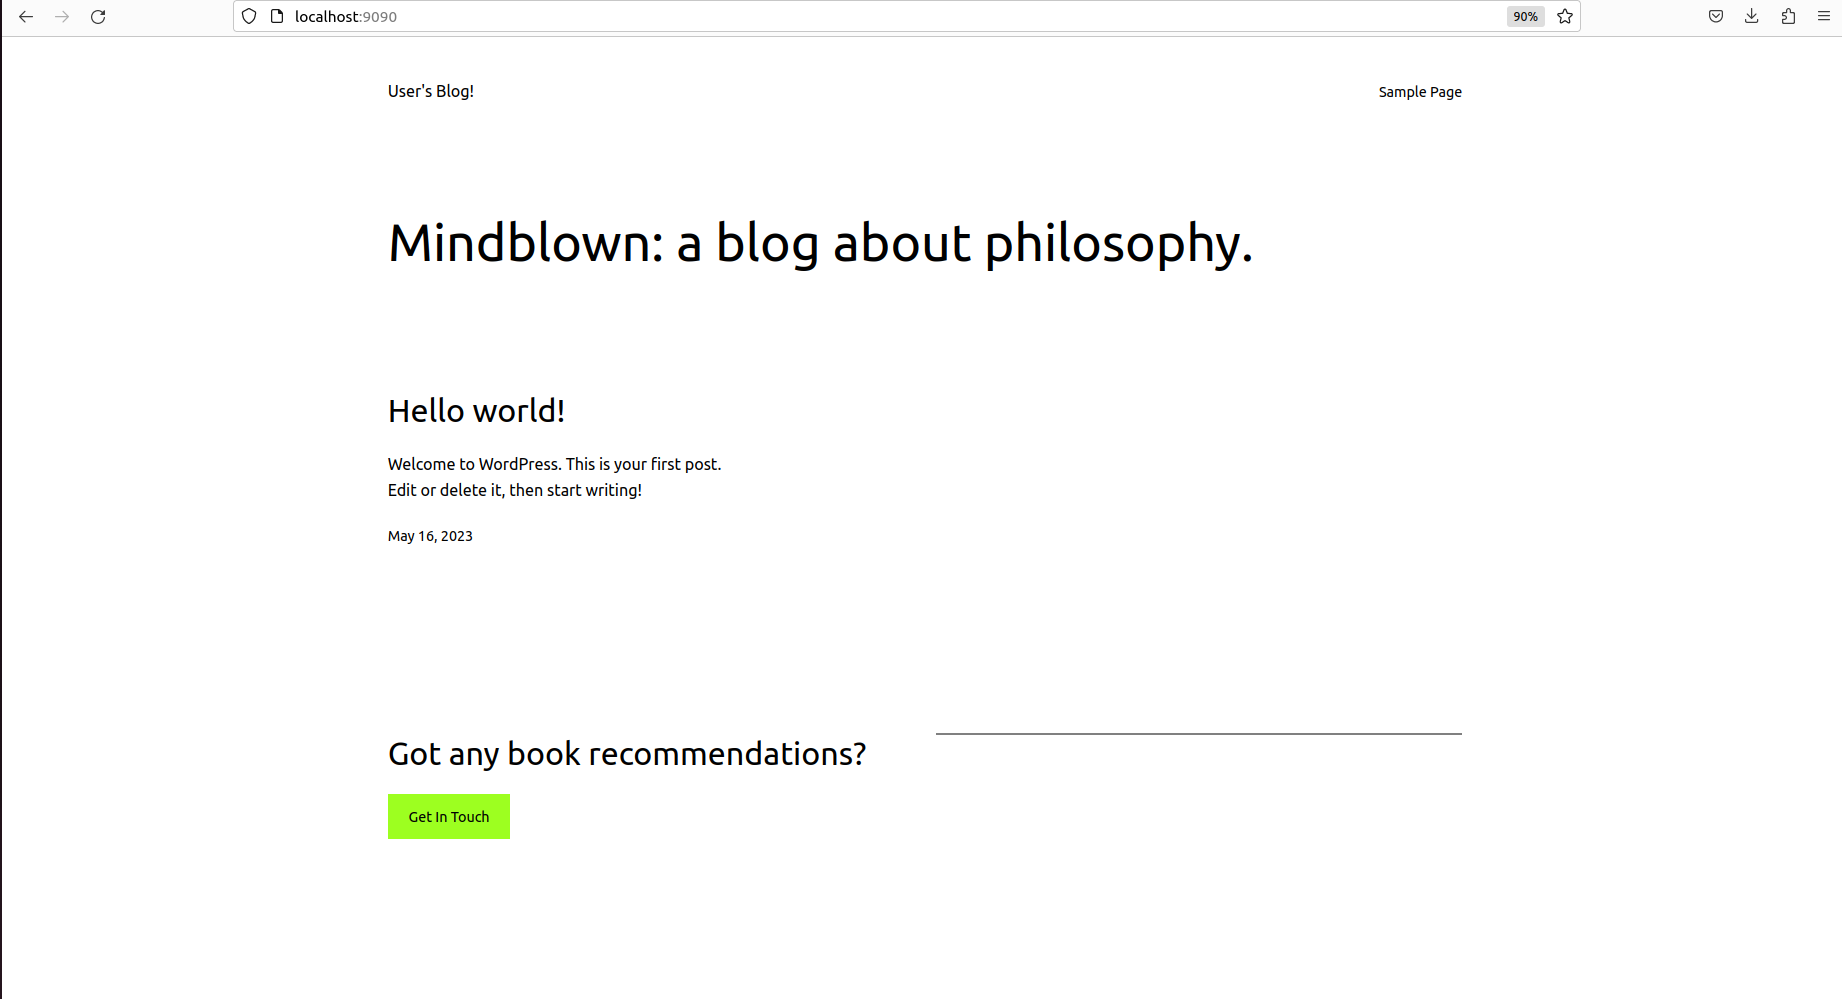 localhost:9090
90%
User's Blog!
Sample Page
Mindblown: a blog about philosophy.
Hello world!
Welcome to WordPress. This is your first post.
Edit or delete it, then start writing!
May 16, 2023
Got any book recommendations?
Get In Touch